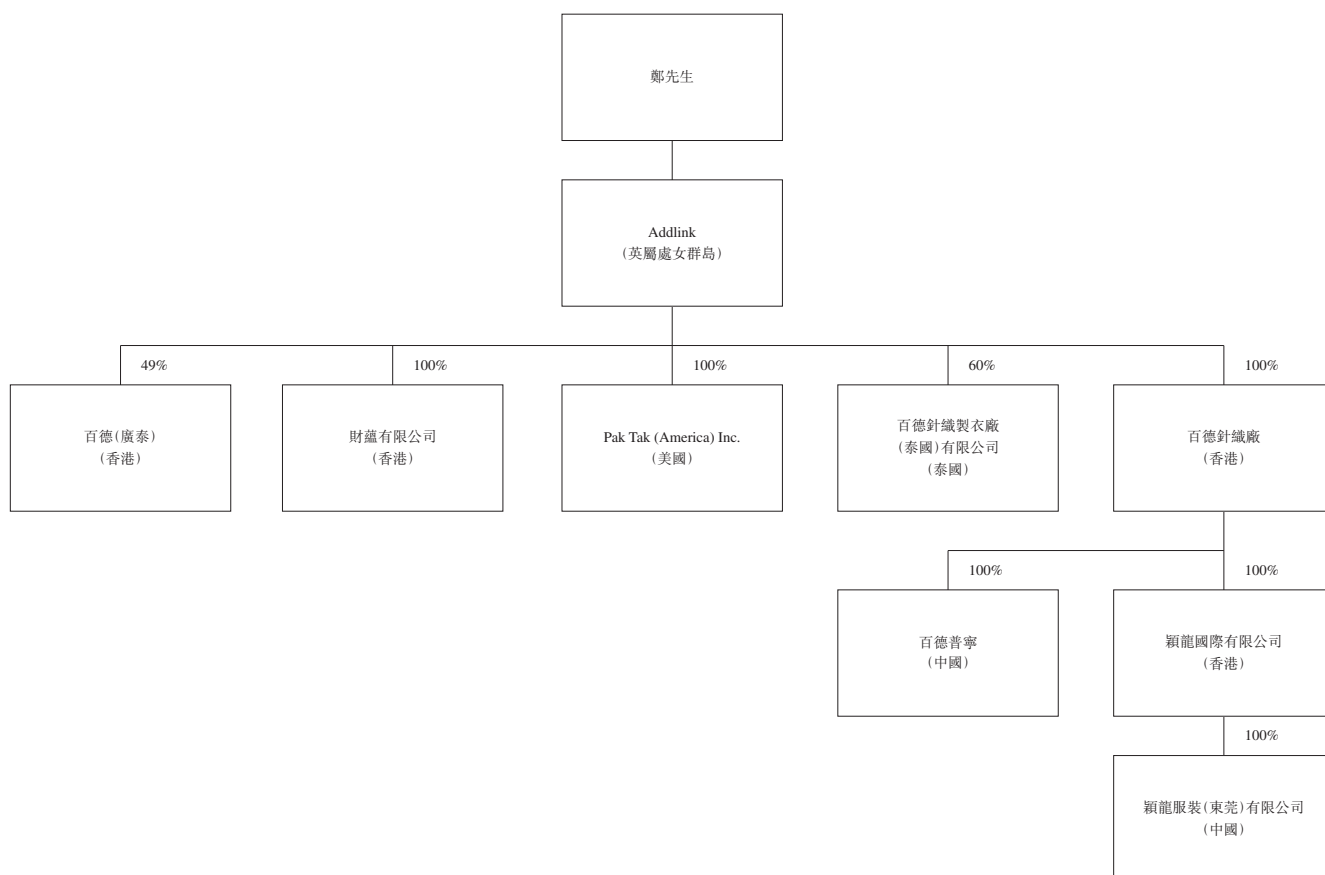 鄭先生
Addlink
(英屬處女群島)
49%
100%
100%
60%
100%
百德(廣泰)
(香港)
財蘊有限公司
(香港)
Pak Tak (America) Inc.
(美國)
百德針織製衣廠
(泰國)有限公司
(泰國)
百德針織廠
(香港)
100%
100%
百德普寧
(中國)
穎龍國際有限公司
(香港)
100%
穎龍服裝(東莞)有限公司
(中國)